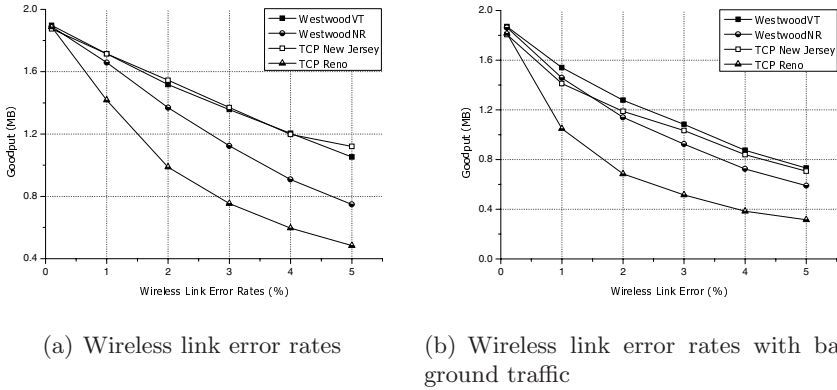 2.0
1.6
1.2
0.8
0.4
0
1
2
3
4
5
Goodput (MB)
Wireless Link Error Rates (%)
WestwoodVT
WestwoodNR
TCP New Jersey
TCP Reno
(a) Wireless link error rates
2.0
1.6
1.2
0.8
0.4
0.0
0
1
2
3
4
5
Goodput (MB)
Wireless Link Error (%)
WestwoodVT
WestwoodNR
TCP New Jersey
TCP Reno
(b) Wireless link error rates with ba
ground traffic